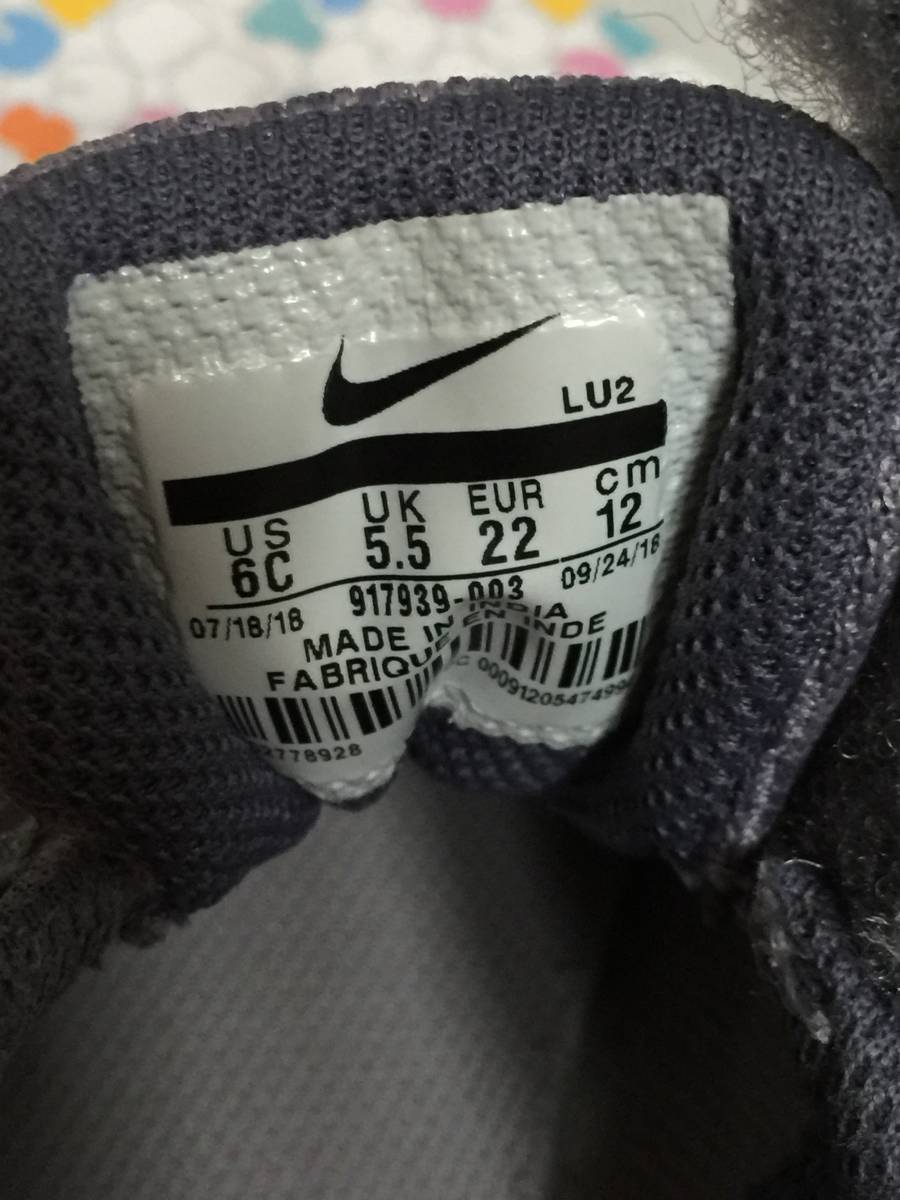 LU2
US UK EUR cm
6C 5.5 22 12
07/18/18 917939-003 09/24/18
MADE IN INDIA
FABRIQUE EN INDE